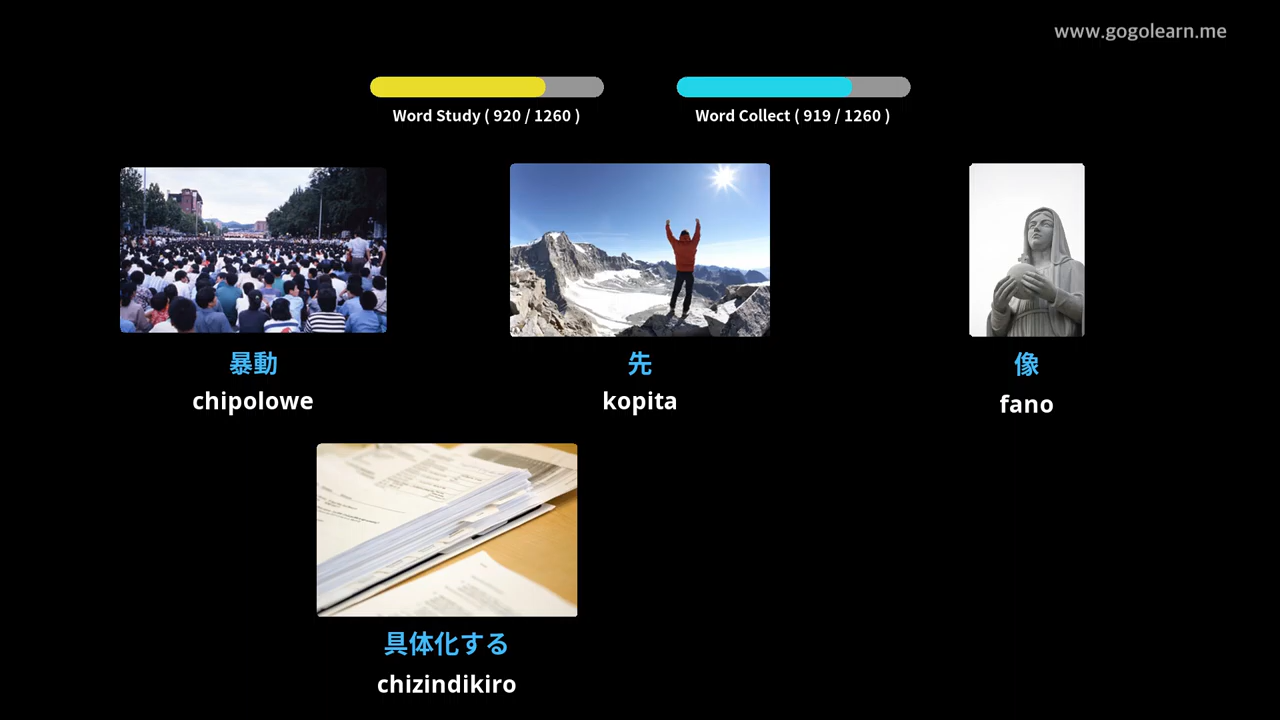 www.gogolearn.me
Word Study ( 920 / 1260 )
Word Collect ( 919 / 1260 )
暴動
chipolowe
先
kopita
像
fano
具体化する
chizindikiro